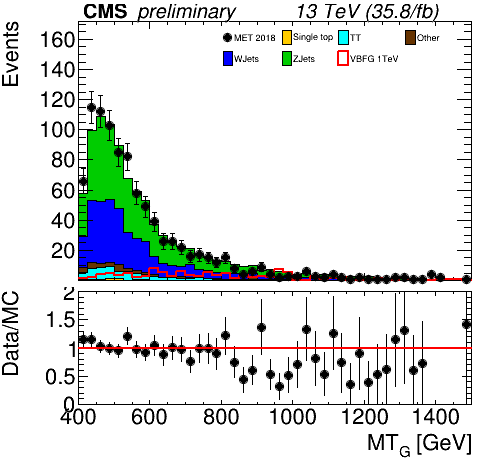 CMS preliminary 13 TeV (35.8/fb)
Events
160
140
120
100
80
60
40
20
MET 2018 Single top TT Other
WJets ZJets VBFG 1TeV
Data/MC
2
1.5
1
0.5
0
400 600 800 1000 1200 1400
MT_G [GeV]